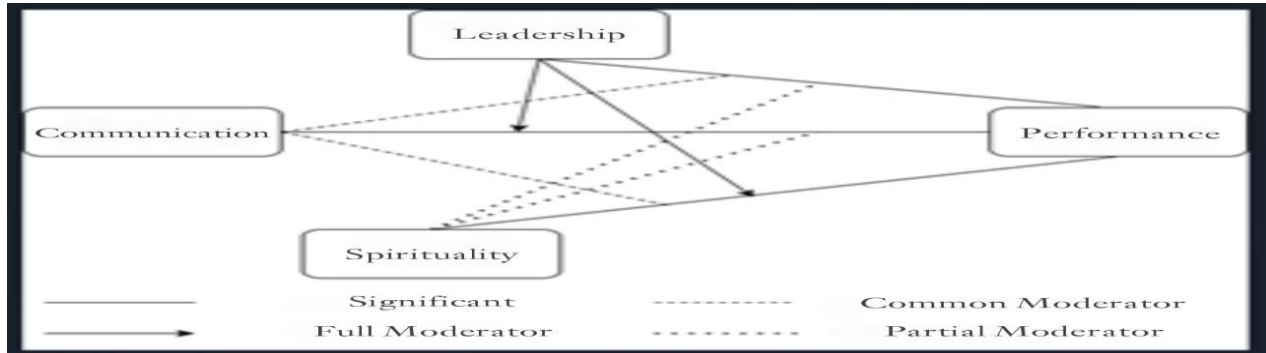 Leadership
Communication
Performance
Spirituality
Significant
Common Moderator
Full Moderator
Partial Moderator